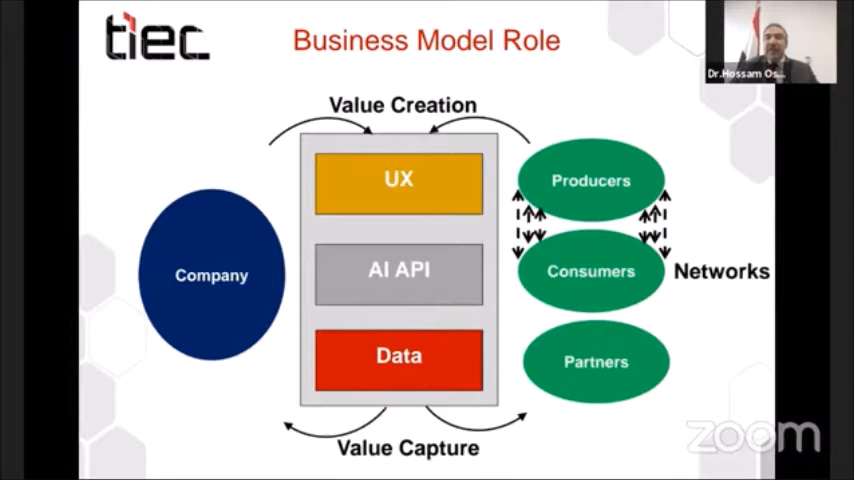 tiec
Business Model Role
Dr.Hossam Os...
Value Creation
UX
Producers
AI API
Company
Consumers
Networks
Data
Partners
Value Capture
zoom